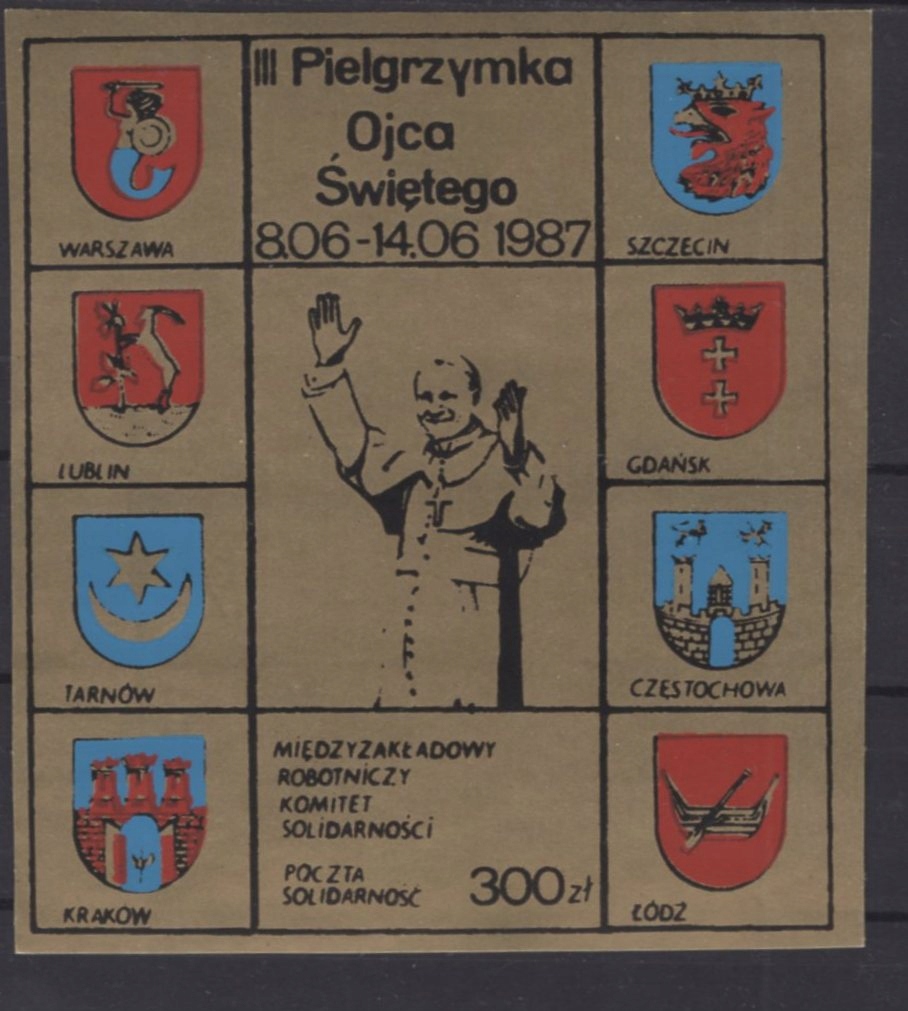 III Pielgrzymka
Ojca
Świętego
8.06-14.06 1987
WARSZAWA
SZCZECIN
LUBLIN
GDAŃSK
TARNÓW
CZĘSTOCHOWA
KRAKÓW
MIĘDZYZAKŁADOWY
ROBOTNICZY
KOMITET
SOLIDARNOŚCI
POCZTA
SOLIDARNOŚĆ
300 zł
ŁÓDŹ